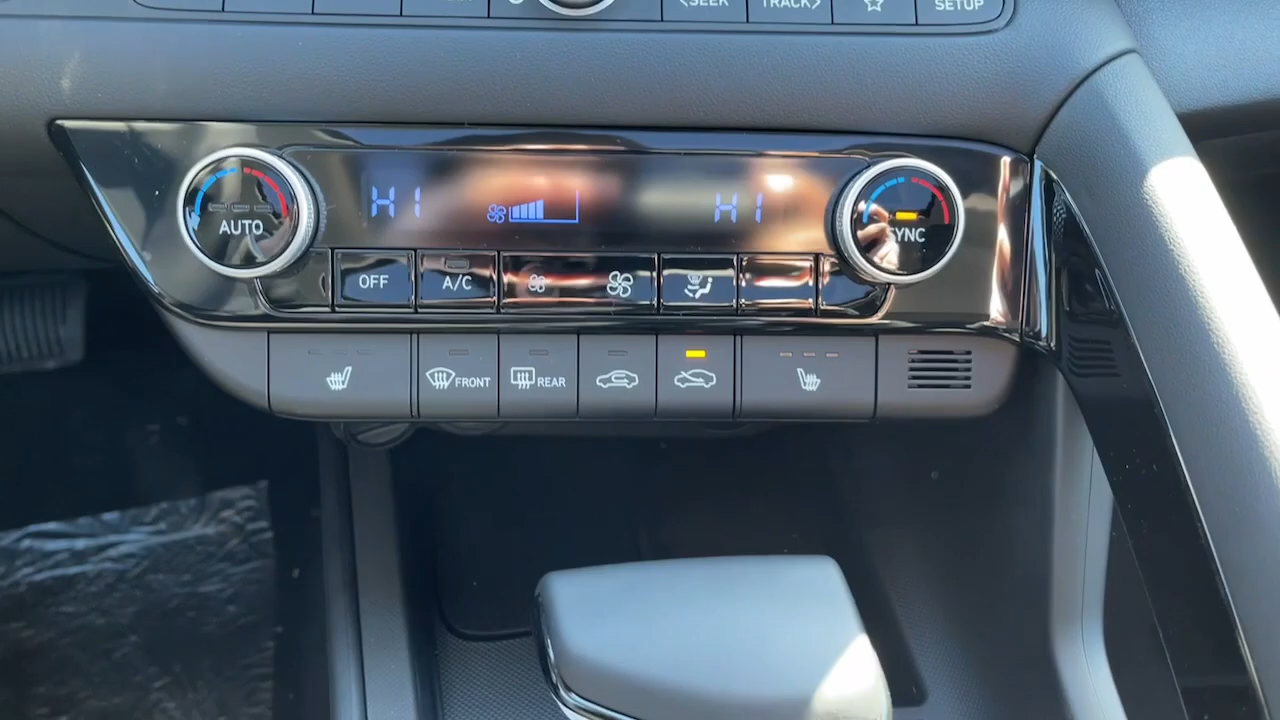 <SEEK
TRACK>
SETUP
AUTO
HI
HI
SYNC
OFF
A/C
FRONT
REAR